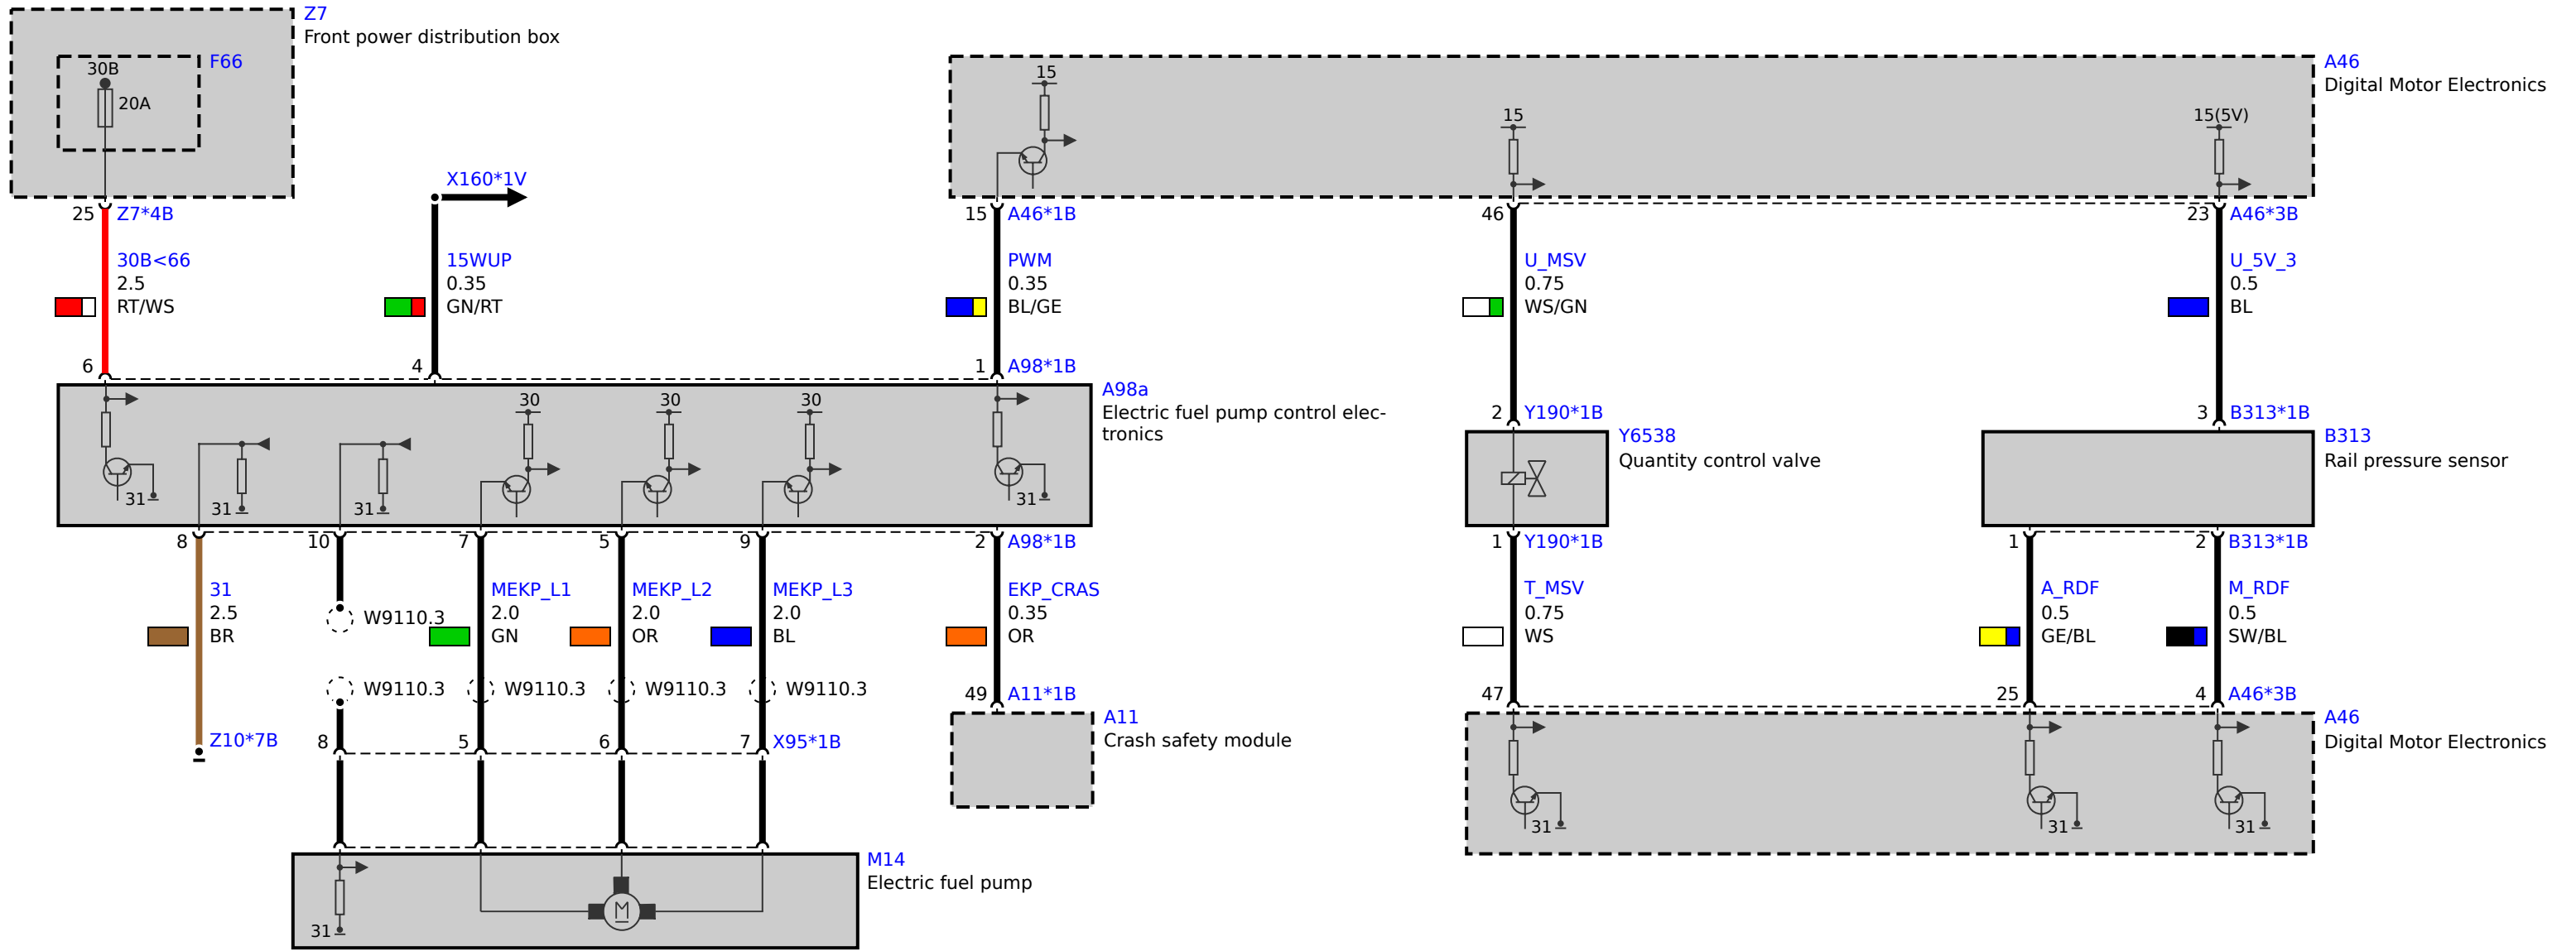 Z7
Front power distribution box
F66
30B
20A
A46
Digital Motor Electronics
15
15
15(5V)
X160*1V
25 Z7*4B
15 A46*1B
46
23 A46*3B
30B<66
2.5
RT/WS
15WUP
0.35
GN/RT
PWM
0.35
BL/GE
U_MSV
0.75
WS/GN
U_5V_3
0.5
BL
6
4
1 A98*1B
2 Y190*1B
3 B313*1B
A98a
Electric fuel pump control elec-
tronics
30
30
30
31
31
31
31
Y6538
Quantity control valve
B313
Rail pressure sensor
8
10
7
5
9
2 A98*1B
1 Y190*1B
1
2 B313*1B
31
2.5
BR
W9110.3
MEKP_L1
2.0
GN
MEKP_L2
2.0
OR
MEKP_L3
2.0
BL
EKP_CRAS
0.35
OR
T_MSV
0.75
WS
A_RDF
0.5
GE/BL
M_RDF
0.5
SW/BL
W9110.3
W9110.3
W9110.3
W9110.3
49 A11*1B
47
25
4 A46*3B
Z10*7B
8
5
6
7 X95*1B
A11
Crash safety module
A46
Digital Motor Electronics
31
31
31
M14
Electric fuel pump
M
31